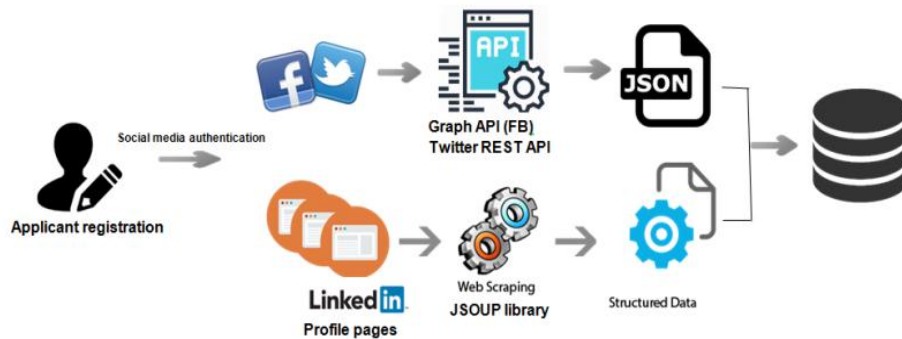 API
JSON
Graph API (FB)
Twitter REST API
Social media authentication
Applicant registration
Web Scraping
JSOUP library
Linked in
Profile pages
Structured Data